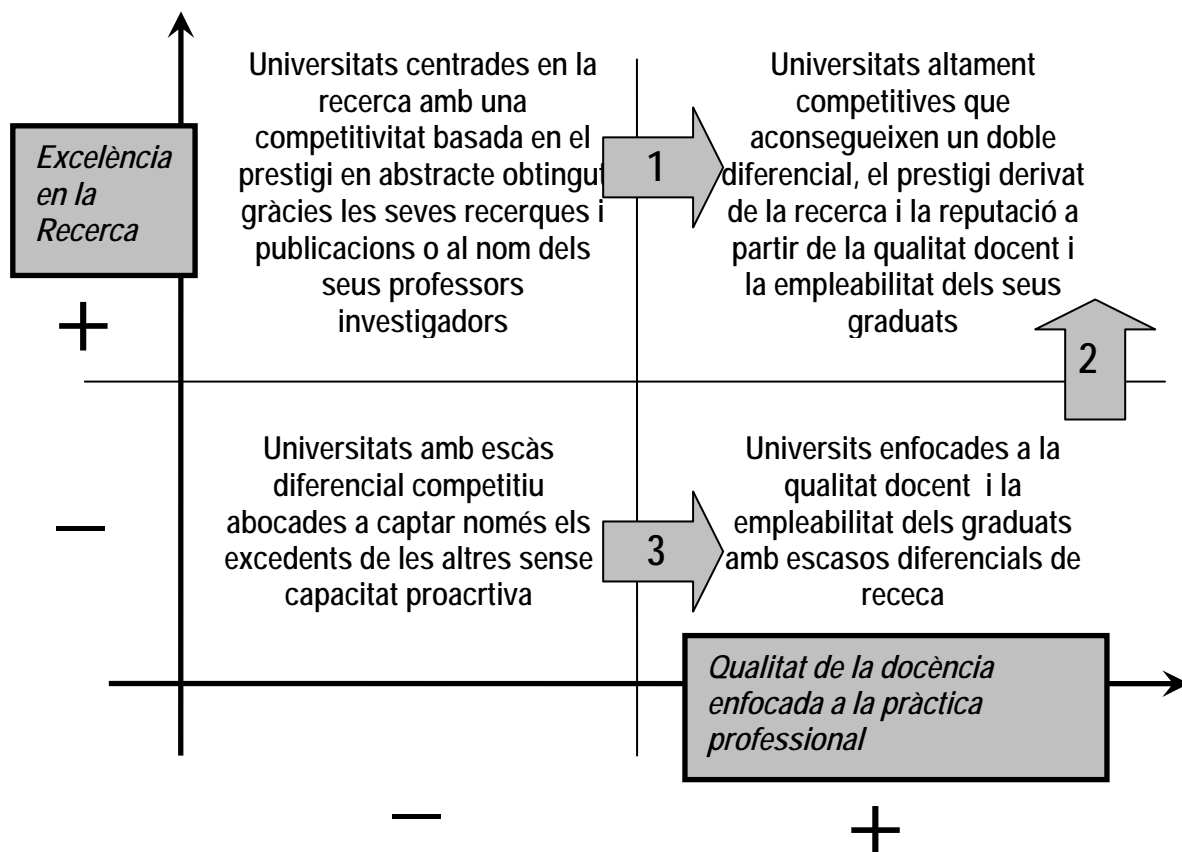 Universitats centrades en la
recerca amb una
competitivitat basada en el
prestigi en abstracte obtingut
gràcies les seves recerques i
publicacions o al nom dels
seus professors
investigadors
1
Universitats altament
competitives que
aconsegueixen un doble
diferencial, el prestigi derivat
de la recerca i la reputació a
partir de la qualitat docent i
la empleabilitat dels seus
graduats
Excelència
en la
Recerca
+
2
Universitats amb escàs
diferencial competitiu
abocades a captar només els
excedents de les altres sense
capacitat proacrtiva
3
Universits enfocades a la
qualitat docent i la
empleabilitat dels graduats
amb escasos diferencials de
receca
—
Qualitat de la docència
enfocada a la pràctica
professional
—
+